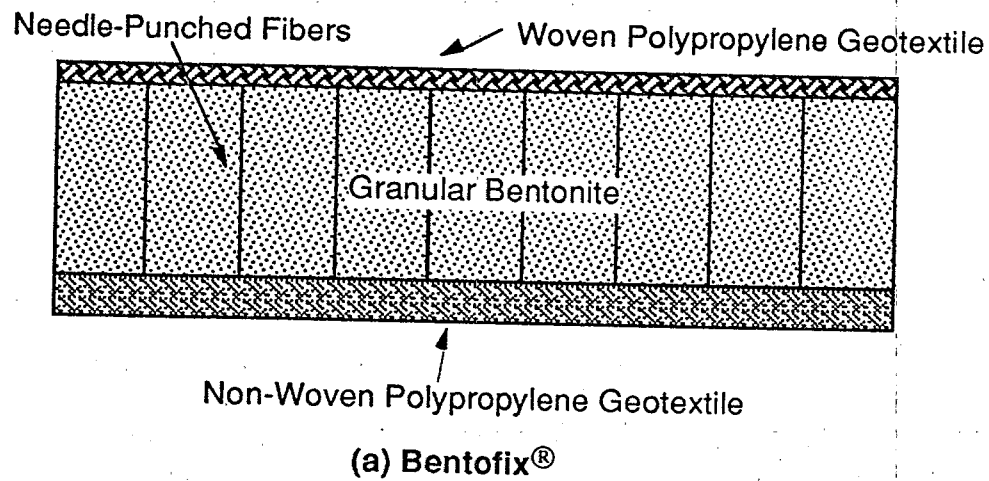 Needle-Punched Fibers
Woven Polypropylene Geotextile
Granular Bentonite
Non-Woven Polypropylene Geotextile
(a) Bentofix®